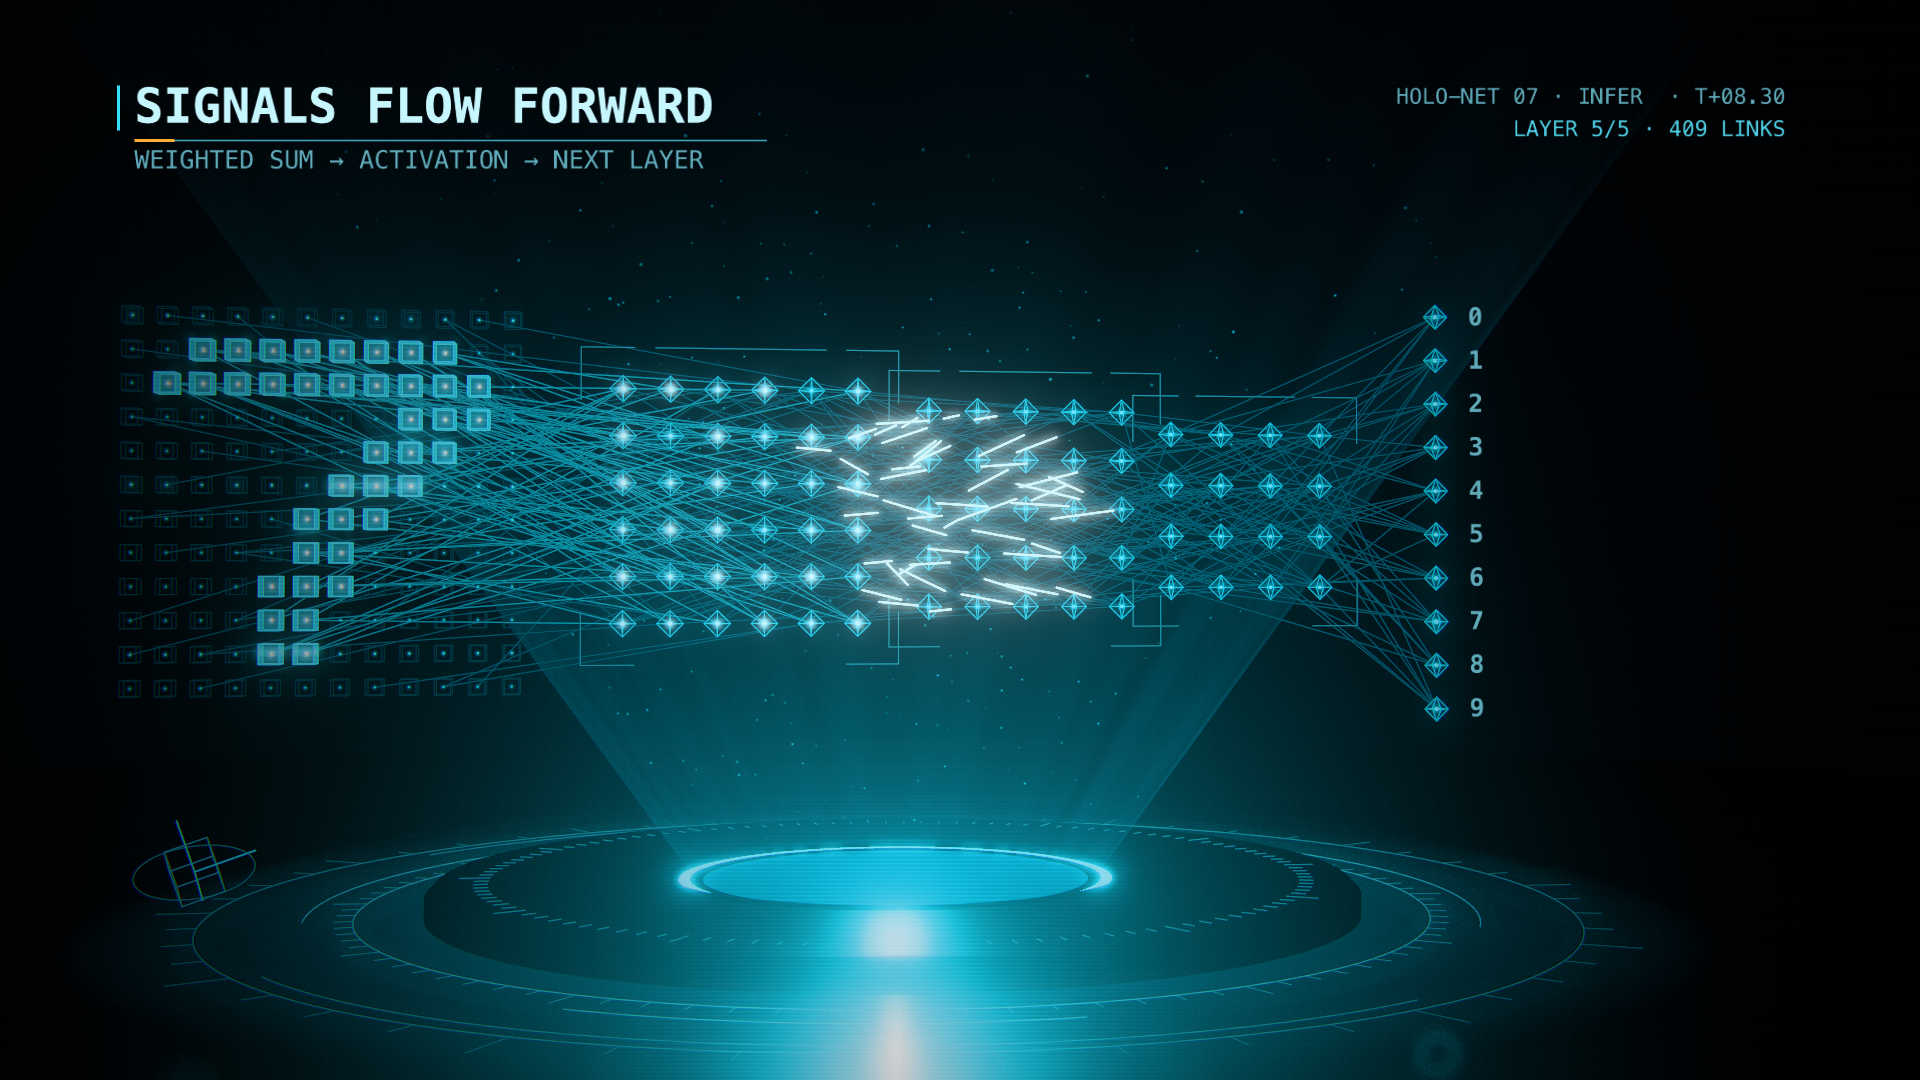 SIGNALS FLOW FORWARD
WEIGHTED SUM → ACTIVATION → NEXT LAYER
HOLO–NET 07 · INFER · T+08.30
LAYER 5/5 · 409 LINKS
0
1
2
3
4
5
6
7
8
9